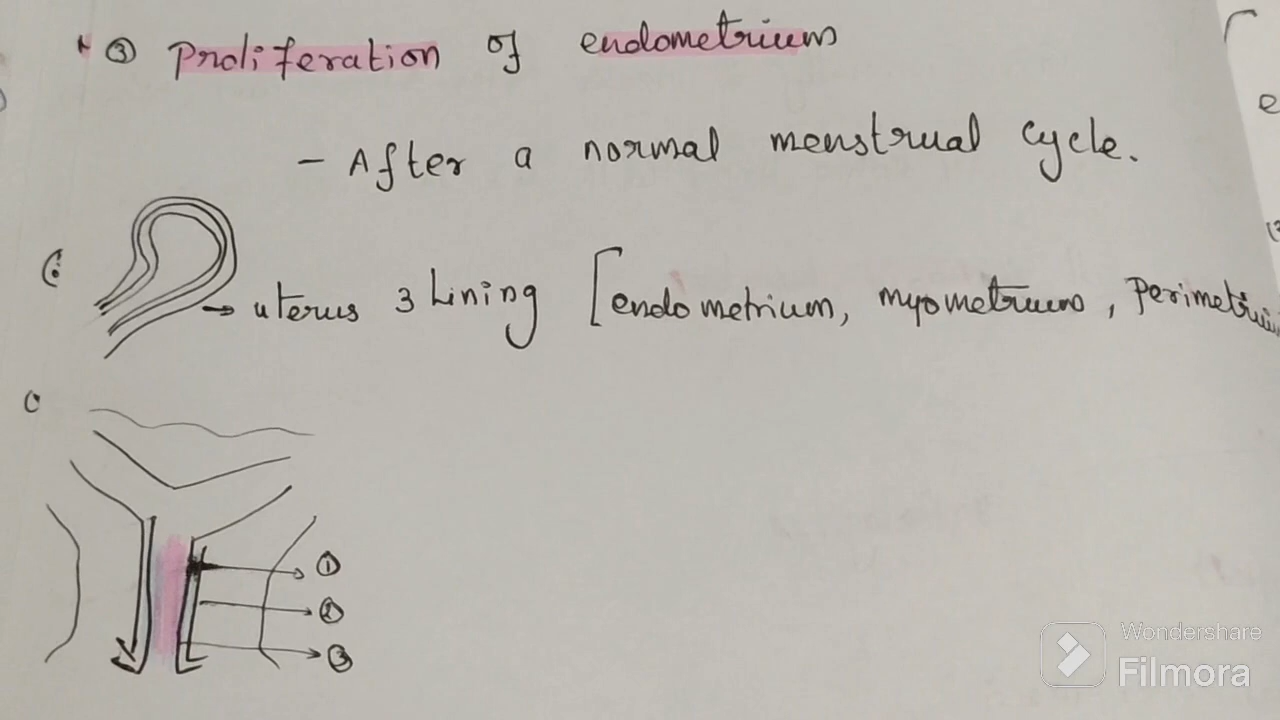 ③ Proliferation of endometrium
- After a normal menstrual cycle.
→ uterus 3 Lining [endometrium, myometrium, perimetrium
①
②
③
Wondershare
Filmora